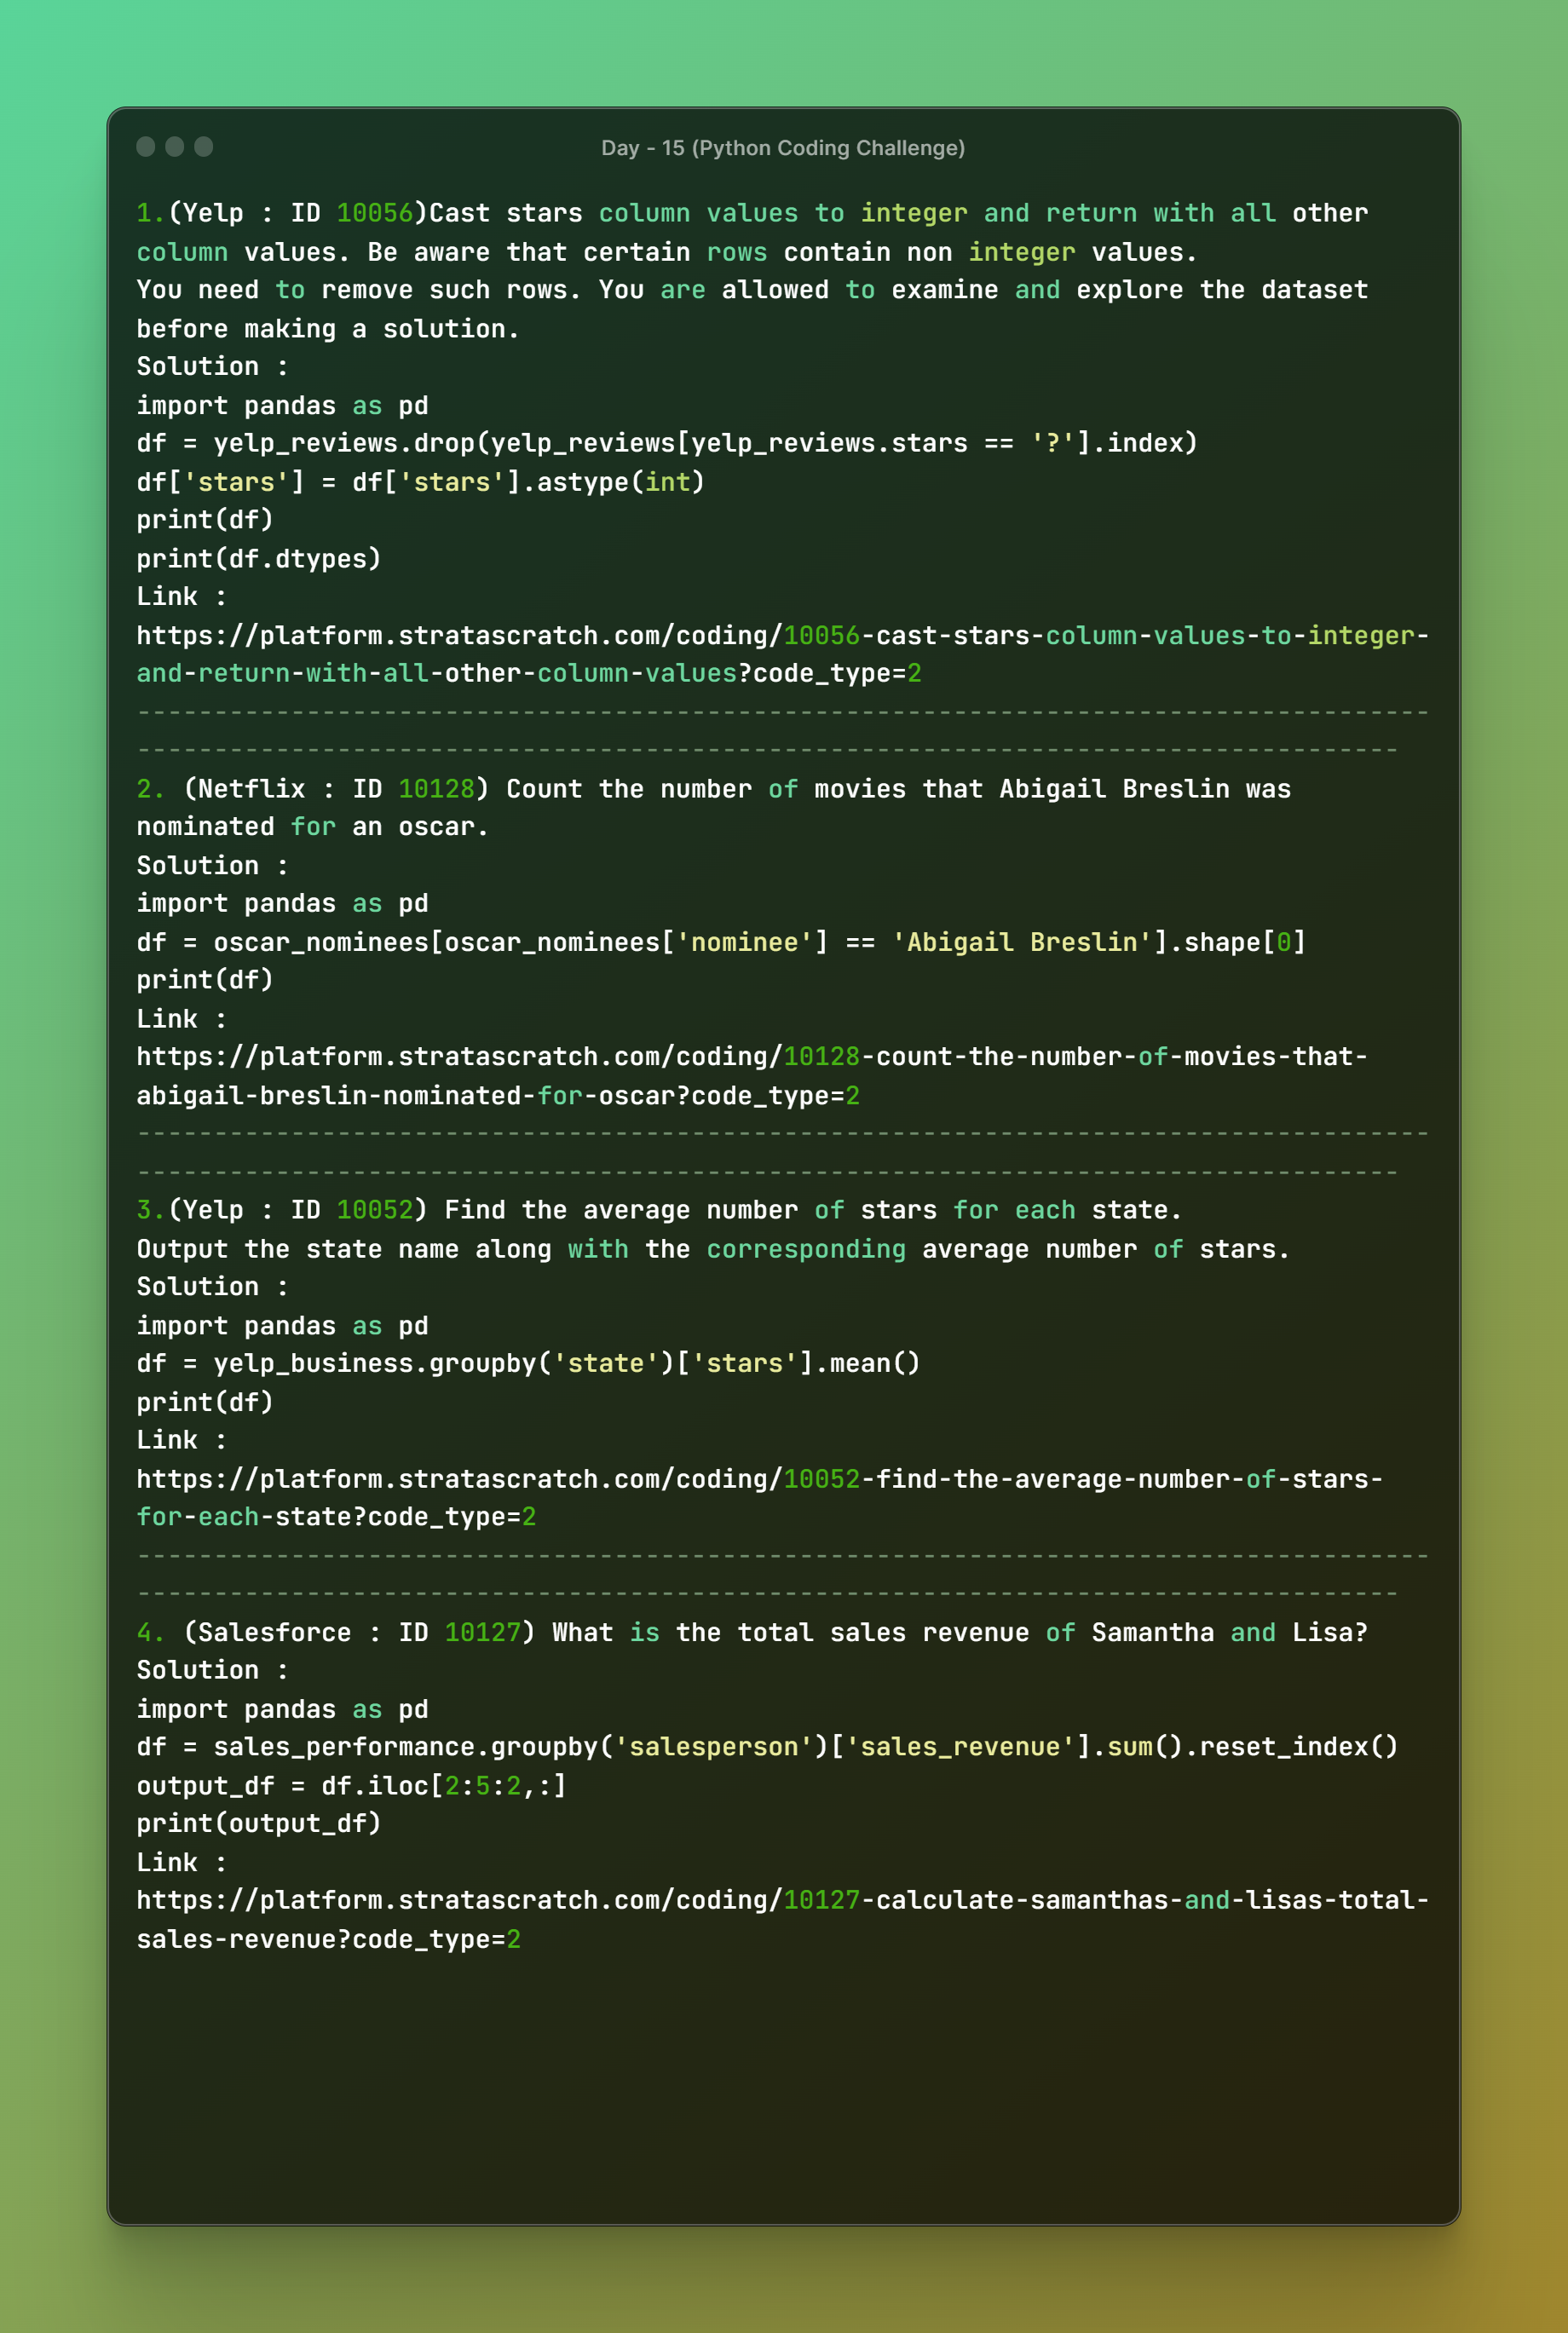 Day - 15 (Python Coding Challenge)
1.(Yelp : ID 10056)Cast stars column values to integer and return with all other
column values. Be aware that certain rows contain non integer values.
You need to remove such rows. You are allowed to examine and explore the dataset
before making a solution.
Solution :
import pandas as pd
df = yelp_reviews.drop(yelp_reviews[yelp_reviews.stars == '?'].index)
df['stars'] = df['stars'].astype(int)
print(df)
print(df.dtypes)
Link :
https://platform.stratascratch.com/coding/10056-cast-stars-column-values-to-integer-
and-return-with-all-other-column-values?code_type=2
------------------------------------------------------------------------------------
----------------------------------------------------------------------------------
2. (Netflix : ID 10128) Count the number of movies that Abigail Breslin was
nominated for an oscar.
Solution :
import pandas as pd
df = oscar_nominees[oscar_nominees['nominee'] == 'Abigail Breslin'].shape[0]
print(df)
Link :
https://platform.stratascratch.com/coding/10128-count-the-number-of-movies-that-
abigail-breslin-nominated-for-oscar?code_type=2
------------------------------------------------------------------------------------
----------------------------------------------------------------------------------
3.(Yelp : ID 10052) Find the average number of stars for each state.
Output the state name along with the corresponding average number of stars.
Solution :
import pandas as pd
df = yelp_business.groupby('state')['stars'].mean()
print(df)
Link :
https://platform.stratascratch.com/coding/10052-find-the-average-number-of-stars-
for-each-state?code_type=2
------------------------------------------------------------------------------------
----------------------------------------------------------------------------------
4. (Salesforce : ID 10127) What is the total sales revenue of Samantha and Lisa?
Solution :
import pandas as pd
df = sales_performance.groupby('salesperson')['sales_revenue'].sum().reset_index()
output_df = df.iloc[2:5:2,:]
print(output_df)
Link :
https://platform.stratascratch.com/coding/10127-calculate-samanthas-and-lisas-total-
sales-revenue?code_type=2